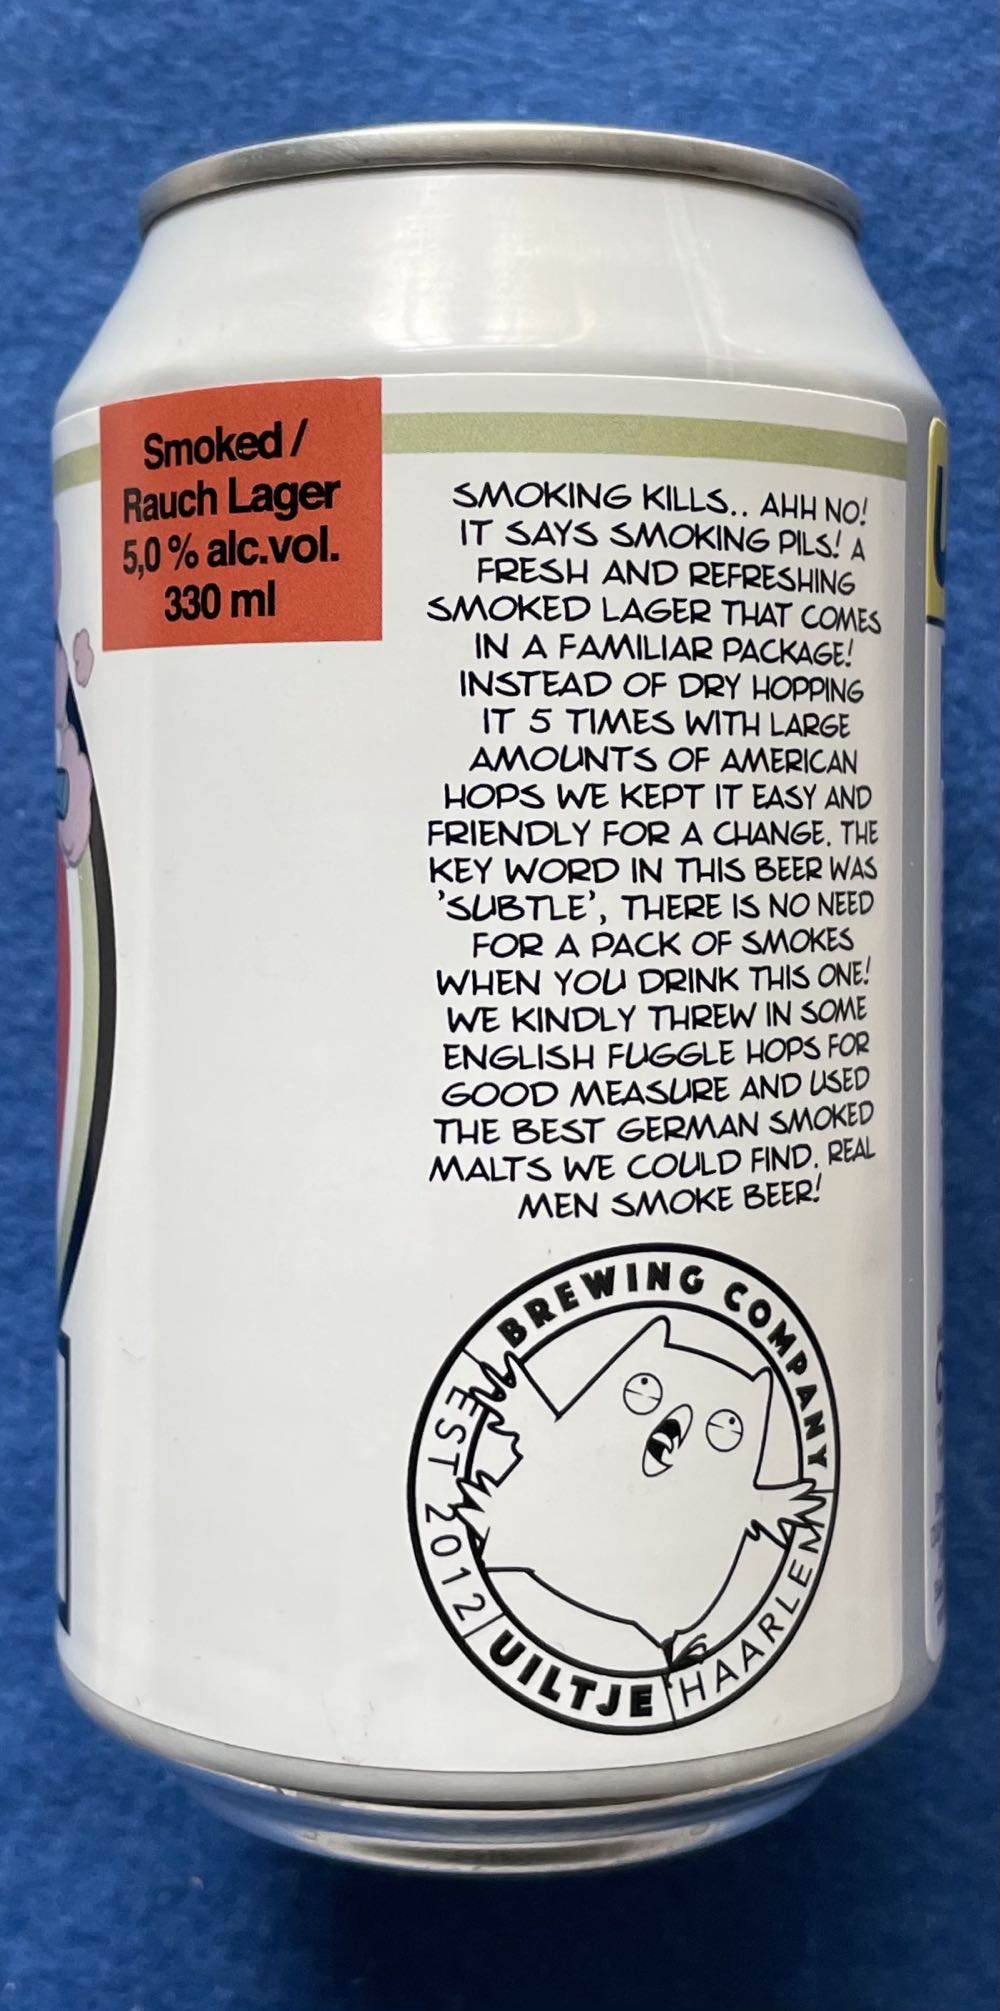 Smoked /
Rauch Lager
5,0 % alc.vol.
330 ml
SMOKING KILLS.. AHH NO!
IT SAYS SMOKING PILS! A
FRESH AND REFRESHING
SMOKED LAGER THAT COMES
IN A FAMILIAR PACKAGE!
INSTEAD OF DRY HOPPING
IT 5 TIMES WITH LARGE
AMOUNTS OF AMERICAN
HOPS WE KEPT IT EASY AND
FRIENDLY FOR A CHANGE. THE
KEY WORD IN THIS BEER WAS
'SUBTLE', THERE IS NO NEED
FOR A PACK OF SMOKES
WHEN YOU DRINK THIS ONE!
WE KINDLY THREW IN SOME
ENGLISH FUGGLE HOPS FOR
GOOD MEASURE AND USED
THE BEST GERMAN SMOKED
MALTS WE COULD FIND. REAL
MEN SMOKE BEER!
BREWING COMPANY
EST 2012
UILTJE
HAARLEM